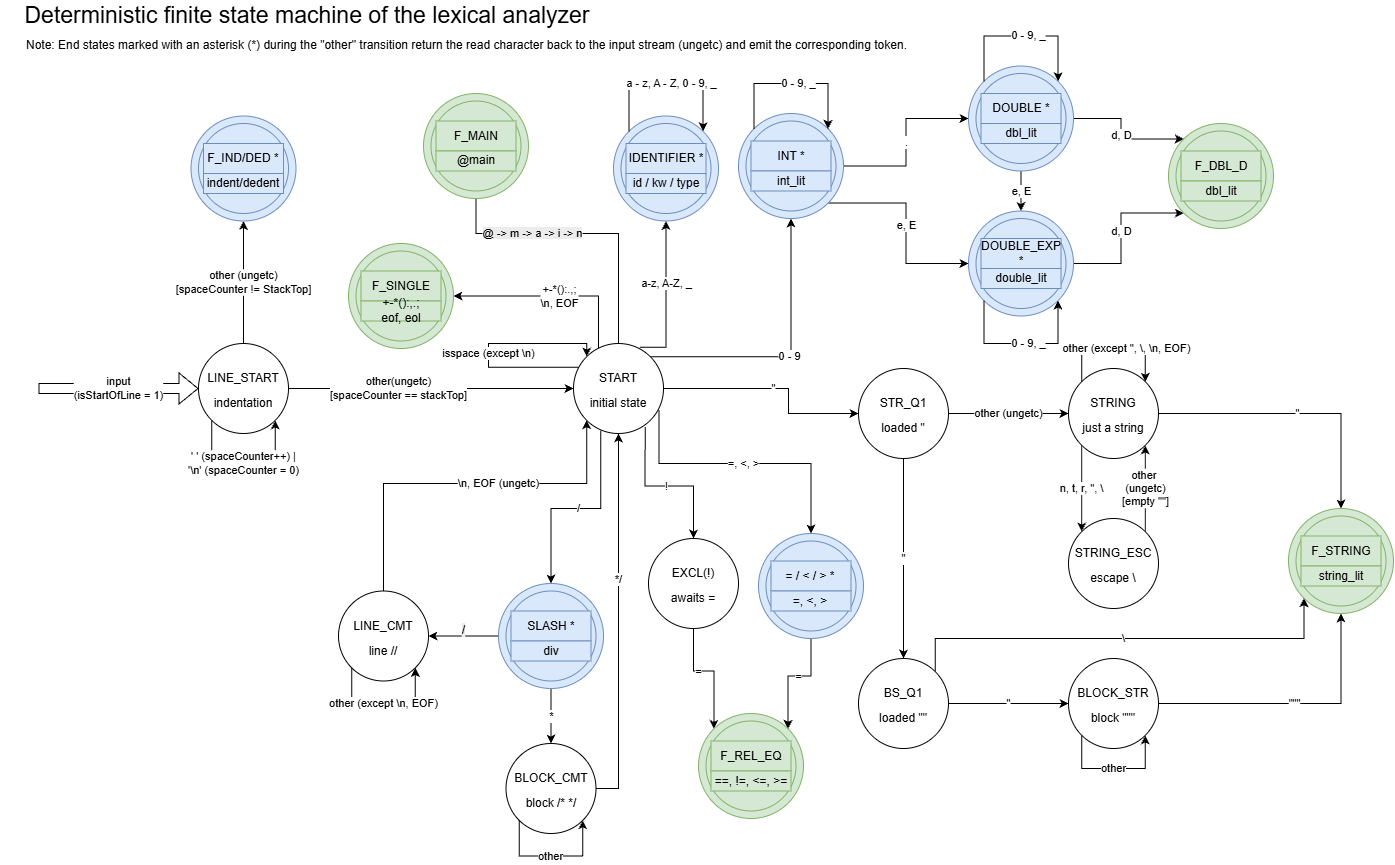 Deterministic finite state machine of the lexical analyzer
Note: End states marked with an asterisk (*) during the "other" transition return the read character back to the input stream (ungetc) and emit the corresponding token.
0 - 9, _
a - z, A - Z, 0 - 9, _
0 - 9, _
DOUBLE *
dbl_lit
F_MAIN
@main
F_IND/DED *
indent/dedent
IDENTIFIER *
id / kw / type
INT *
int_lit
.
d, D
F_DBL_D
dbl_lit
e, E
e, E
d, D
@ -> m -> a -> i -> n
DOUBLE_EXP
*
double_lit
other (ungetc)
[spaceCounter != StackTop]
F_SINGLE
+-*():,.;
eof, eol
+-*():.,;
\n, EOF
a-z, A-Z, _
0 - 9, _
isspace (except \n)
0 - 9
other (except ", \, \n, EOF)
input
(isStartOfLine = 1)
LINE_START
indentation
other(ungetc)
[spaceCounter == stackTop]
START
initial state
"
STR_Q1
loaded "
other (ungetc)
STRING
just a string
"
' ' (spaceCounter++) |
'\n' (spaceCounter = 0)
\n, EOF (ungetc)
/
!
=, <, >
n, t, r, ", \
other
(ungetc)
[empty ""]
*/
"
EXCL(!)
awaits =
= / < / > *
=, <, >
STRING_ESC
escape \
F_STRING
string_lit
LINE_CMT
line //
/
SLASH *
div
\
other (except \n, EOF)
=
=
*
BS_Q1
loaded ""
"
BLOCK_STR
block """
"""
F_REL_EQ
==, !=, <=, >=
BLOCK_CMT
block /* */
other
other